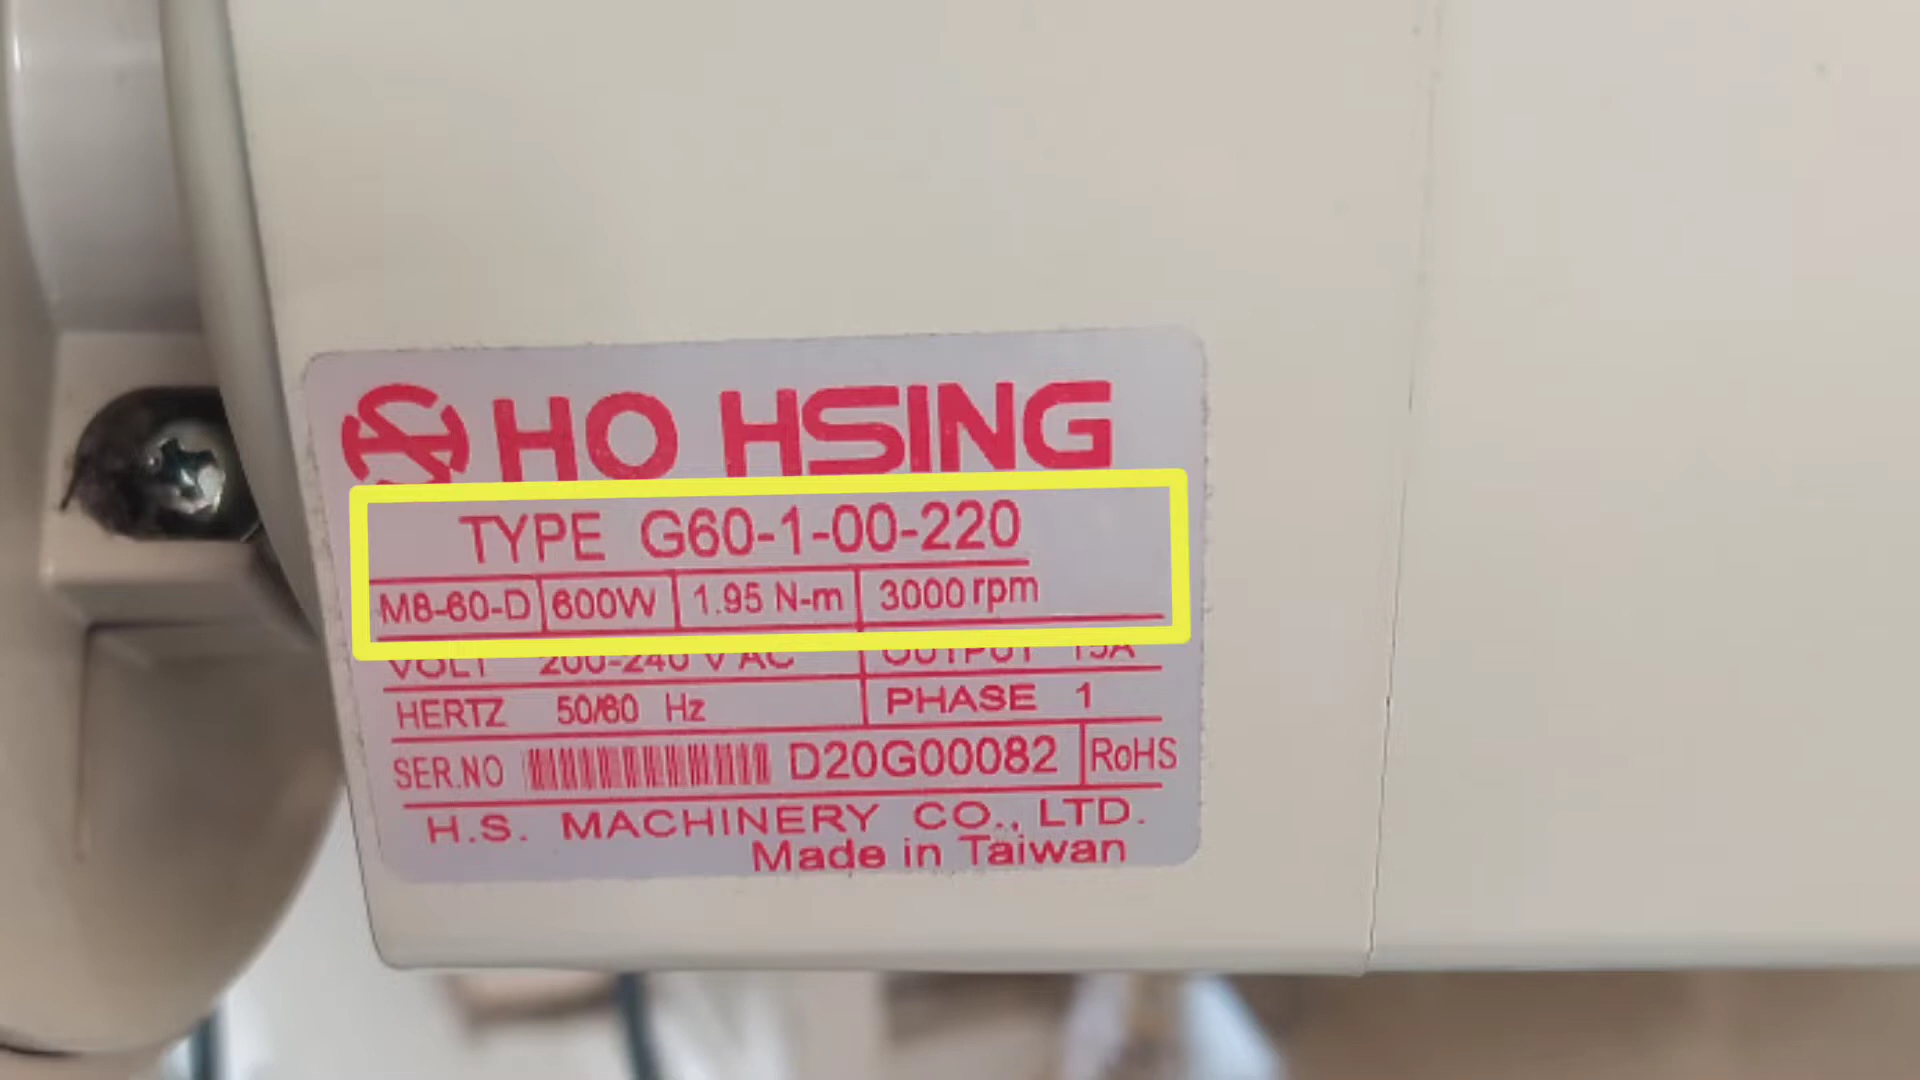 HO HSING
TYPE G60-1-00-220
M8-60-D 600W 1.95 N-m 3000 rpm
VOLT 200-240 V AC OUTPUT 15A
HERTZ 50/60 Hz PHASE 1
SER.NO D20G00082 RoHS
H.S. MACHINERY CO., LTD.
Made in Taiwan